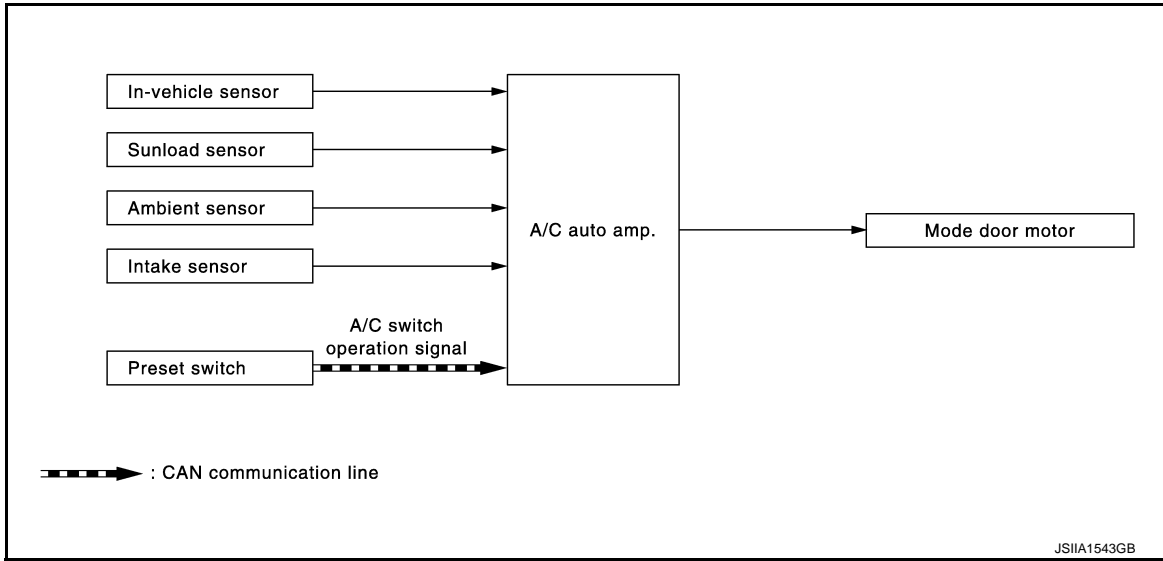 In-vehicle sensor
Sunload sensor
Ambient sensor
Intake sensor
A/C switch
operation signal
Preset switch
A/C auto amp.
Mode door motor
: CAN communication line
JSIIA1543GB